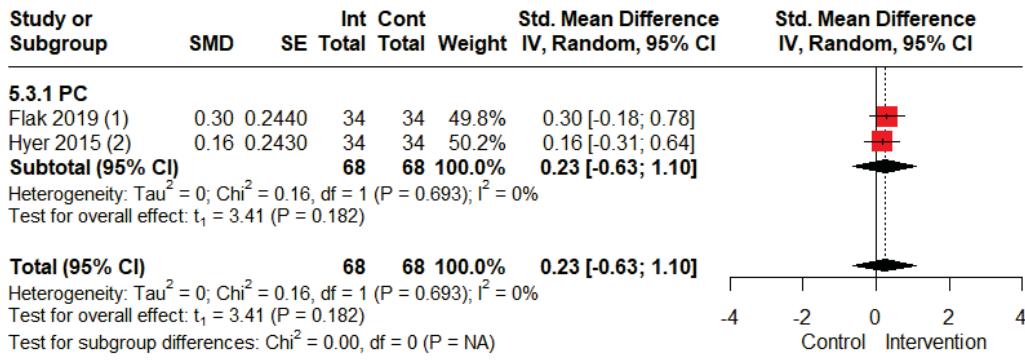 Study or Int Cont Std. Mean Difference Std. Mean Difference
Subgroup SMD SE Total Total Weight IV, Random, 95% CI IV, Random, 95% CI
5.3.1 PC
Flak 2019 (1) 0.30 0.2440 34 34 49.8% 0.30 [-0.18; 0.78]
Hyer 2015 (2) 0.16 0.2430 34 34 50.2% 0.16 [-0.31; 0.64]
Subtotal (95% CI) 68 68 100.0% 0.23 [-0.63; 1.10]
Heterogeneity: Tau² = 0; Chi² = 0.16, df = 1 (P = 0.693); I² = 0%
Test for overall effect: t₁ = 3.41 (P = 0.182)
Total (95% CI) 68 68 100.0% 0.23 [-0.63; 1.10]
Heterogeneity: Tau² = 0; Chi² = 0.16, df = 1 (P = 0.693); I² = 0%
Test for overall effect: t₁ = 3.41 (P = 0.182)
Test for subgroup differences: Chi² = 0.00, df = 0 (P = NA)
-4 -2 0 2 4
Control Intervention